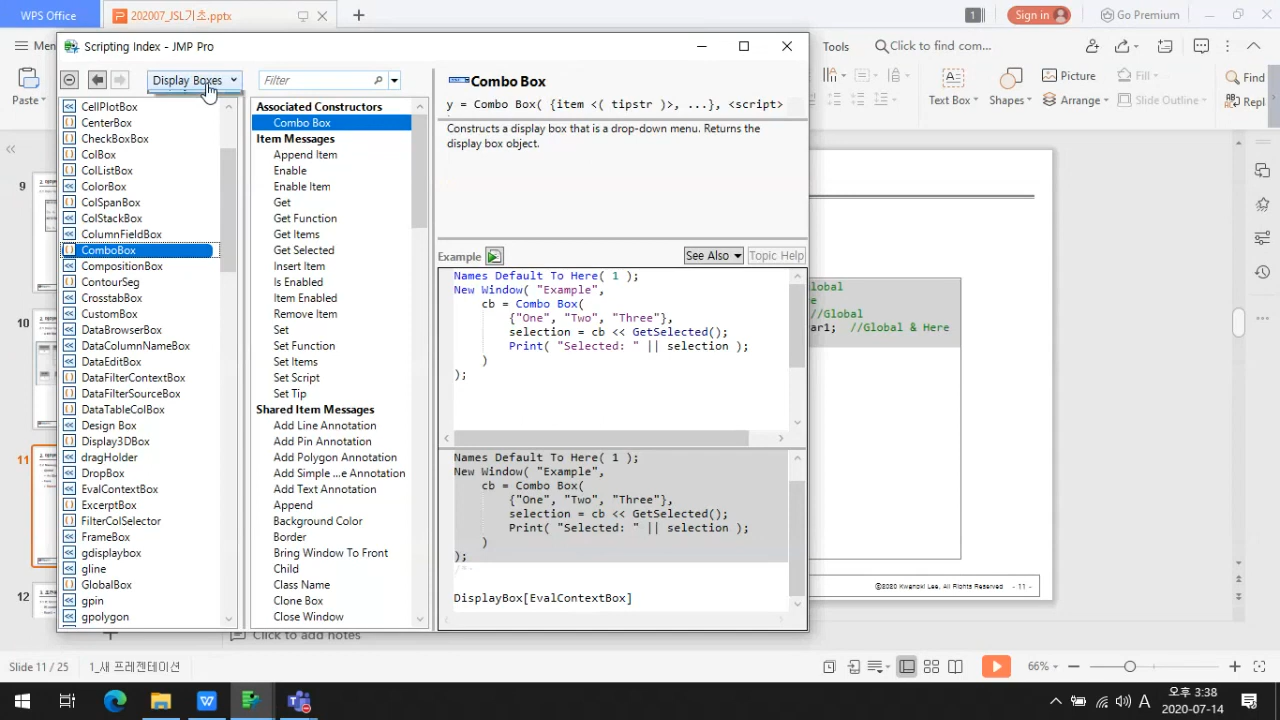 WPS Office
202007_JSL기초.pptx
1
Sign in
Go Premium
Men
Tools
Click to find com...
Paste
Text Box
Shapes
Picture
Arrange
Fill
Slide Outline
Find
Repl
Scripting Index - JMP Pro
Display Boxes
Filter
CellPlotBox
CenterBox
CheckBoxBox
ColBox
ColListBox
ColorBox
ColSpanBox
ColStackBox
ColumnFieldBox
ComboBox
CompositionBox
ContourSeg
CrosstabBox
CustomBox
DataBrowserBox
DataColumnNameBox
DataEditBox
DataFilterContextBox
DataFilterSourceBox
DataTableColBox
Design Box
Display3DBox
dragHolder
DropBox
EvalContextBox
ExcerptBox
FilterColSelector
FrameBox
gdisplaybox
gline
GlobalBox
gpin
gpolygon
Associated Constructors
Combo Box
Item Messages
Append Item
Enable
Enable Item
Get
Get Function
Get Items
Get Selected
Insert Item
Is Enabled
Item Enabled
Remove Item
Set
Set Function
Set Items
Set Script
Set Tip
Shared Item Messages
Add Line Annotation
Add Pin Annotation
Add Polygon Annotation
Add Simple ...e Annotation
Add Text Annotation
Append
Background Color
Border
Bring Window To Front
Child
Class Name
Clone Box
Close Window
Combo Box
y = Combo Box( {item <( tipstr )>, ...}, <script>
Constructs a display box that is a drop-down menu. Returns the
display box object.
Example
See Also
Topic Help
Names Default To Here( 1 );
New Window( "Example",
cb = Combo Box(
{"One", "Two", "Three"},
selection = cb << GetSelected();
Print( "Selected: " || selection );
)
);
Names Default To Here( 1 );
New Window( "Example",
cb = Combo Box(
{"One", "Two", "Three"},
selection = cb << GetSelected();
Print( "Selected: " || selection );
)
);
/*:
DisplayBox[EvalContextBox]
lobal
e
//Global
ar1; //Global & Here
©2020 Kwangki Lee, All Rights Reserved - 11 -
9
10
11
12
Click to add notes
Slide 11 / 25
1_새 프레젠테이션
66%
A
오후 3:38
2020-07-14